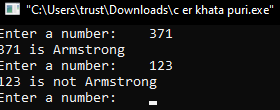 "C:\Users\trust\Downloads\c er khata puri.exe"
Enter a number:    371
371 is Armstrong
Enter a number:    123
123 is not Armstrong
Enter a number: